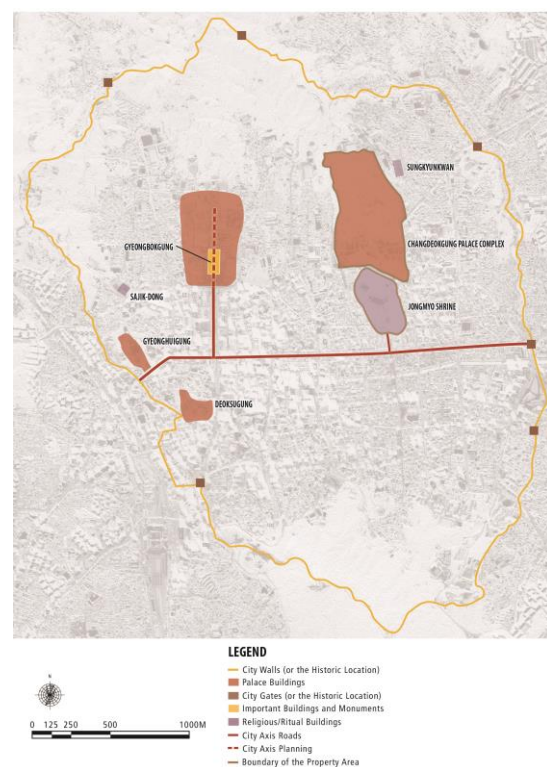 SUNGKYUNKWAN
GYEONGBOKGUNG
CHANGDEOKGUNG PALACE COMPLEX
SAJIK-DONG
JONGMYO SHRINE
GYEONGHUIGUNG
DEOKSUGUNG
LEGEND
City Walls (or the Historic Location)
Palace Buildings
City Gates (or the Historic Location)
Important Buildings and Monuments
Religious/Ritual Buildings
City Axis Roads
City Axis Planning
Boundary of the Property Area
N
0 125 250 500 1000M